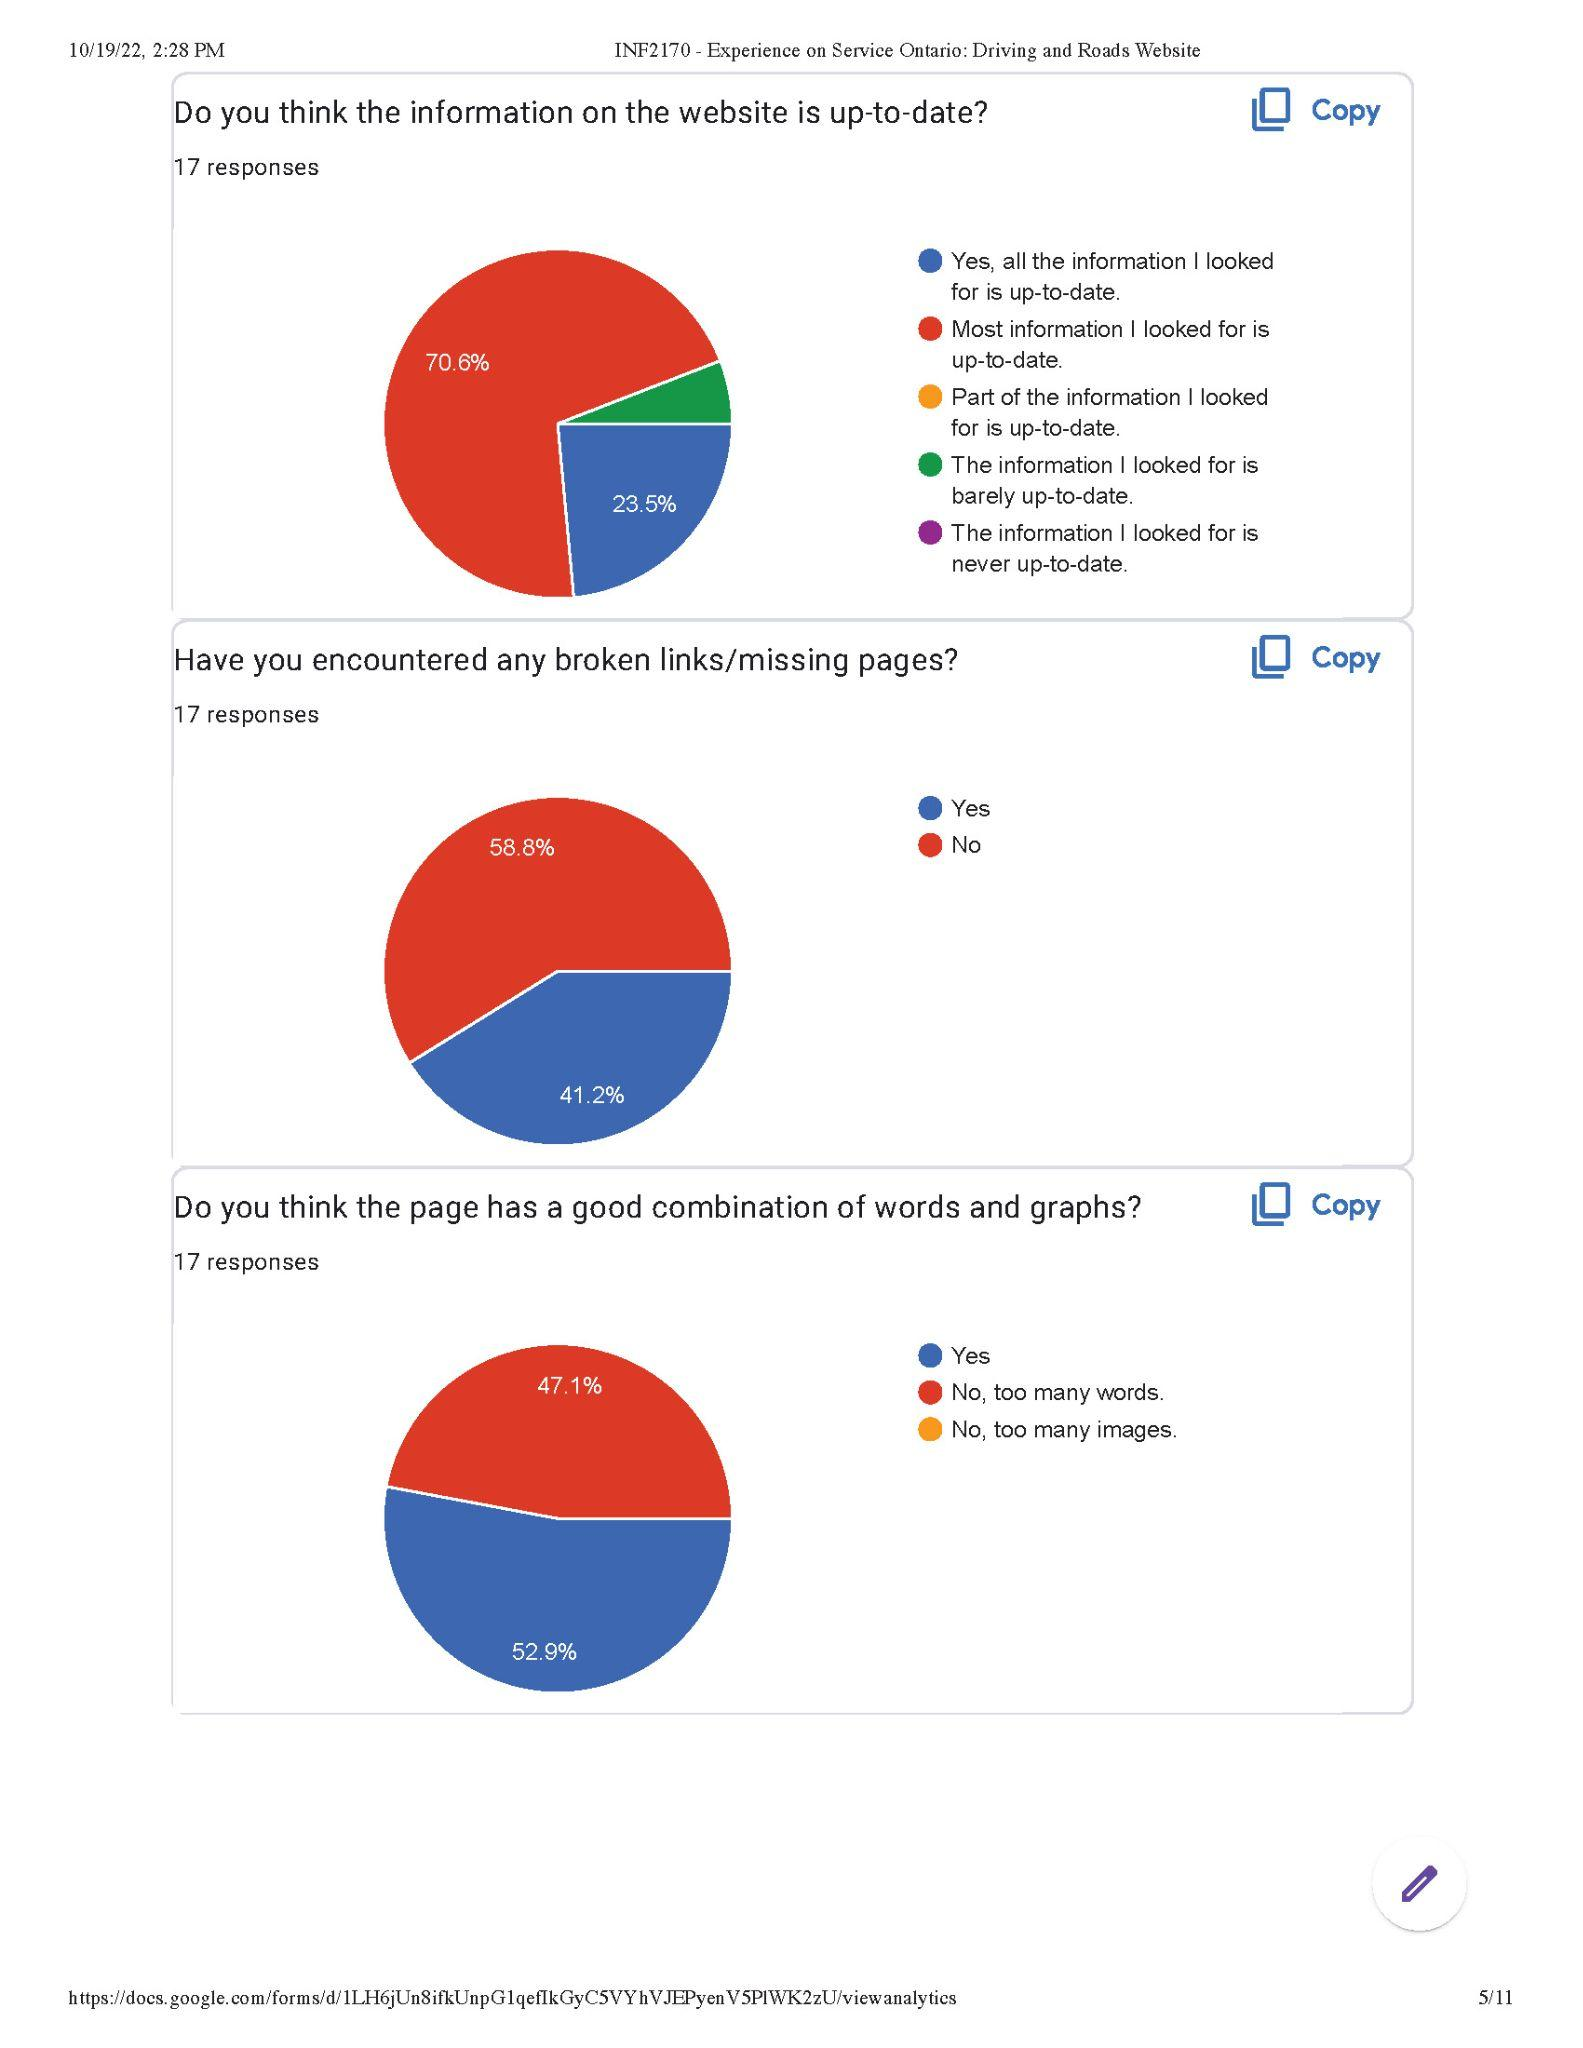 10/19/22, 2:28 PM
INF2170 - Experience on Service Ontario: Driving and Roads Website
Do you think the information on the website is up-to-date?
Copy
17 responses
Yes, all the information I looked
for is up-to-date.
Most information I looked for is
up-to-date.
Part of the information I looked
for is up-to-date.
The information I looked for is
barely up-to-date.
The information I looked for is
never up-to-date.
70.6%
23.5%
Have you encountered any broken links/missing pages?
Copy
17 responses
Yes
No
58.8%
41.2%
Do you think the page has a good combination of words and graphs?
Copy
17 responses
Yes
No, too many words.
No, too many images.
47.1%
52.9%
https://docs.google.com/forms/d/1LH6jUn8ifkUnpG1qefIkGyC5VYhVJEPyenV5PlWK2zU/viewanalytics
5/11